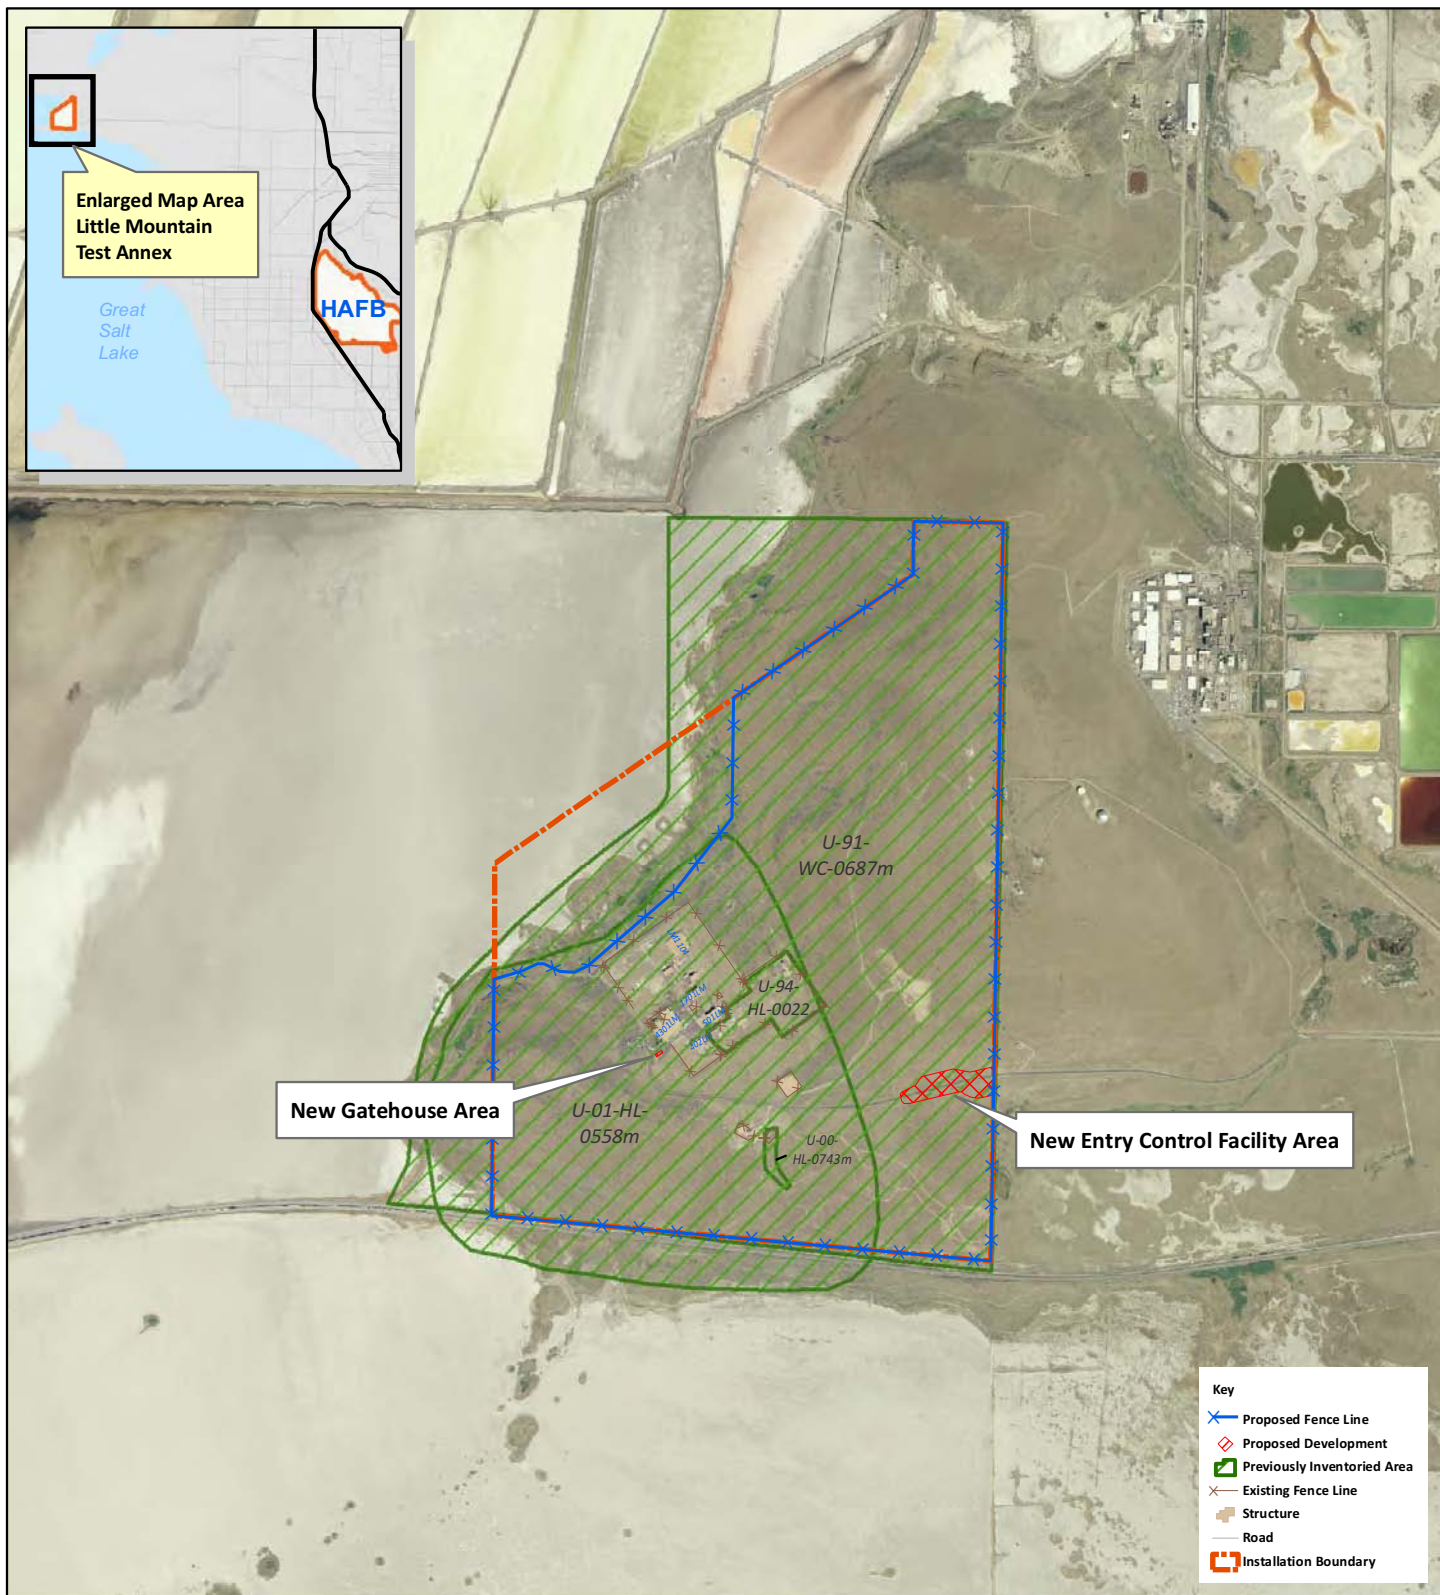 Enlarged Map Area
Little Mountain
Test Annex
Great
Salt
Lake
HAFB
U-91-
WC-0687m
U-94-
HL-0022
1701LM
U-01-HL-
0558m
U-00-
HL-0743m
New Gatehouse Area
New Entry Control Facility Area
Key
Proposed Fence Line
Proposed Development
Previously Inventoried Area
Existing Fence Line
Structure
Road
Installation Boundary